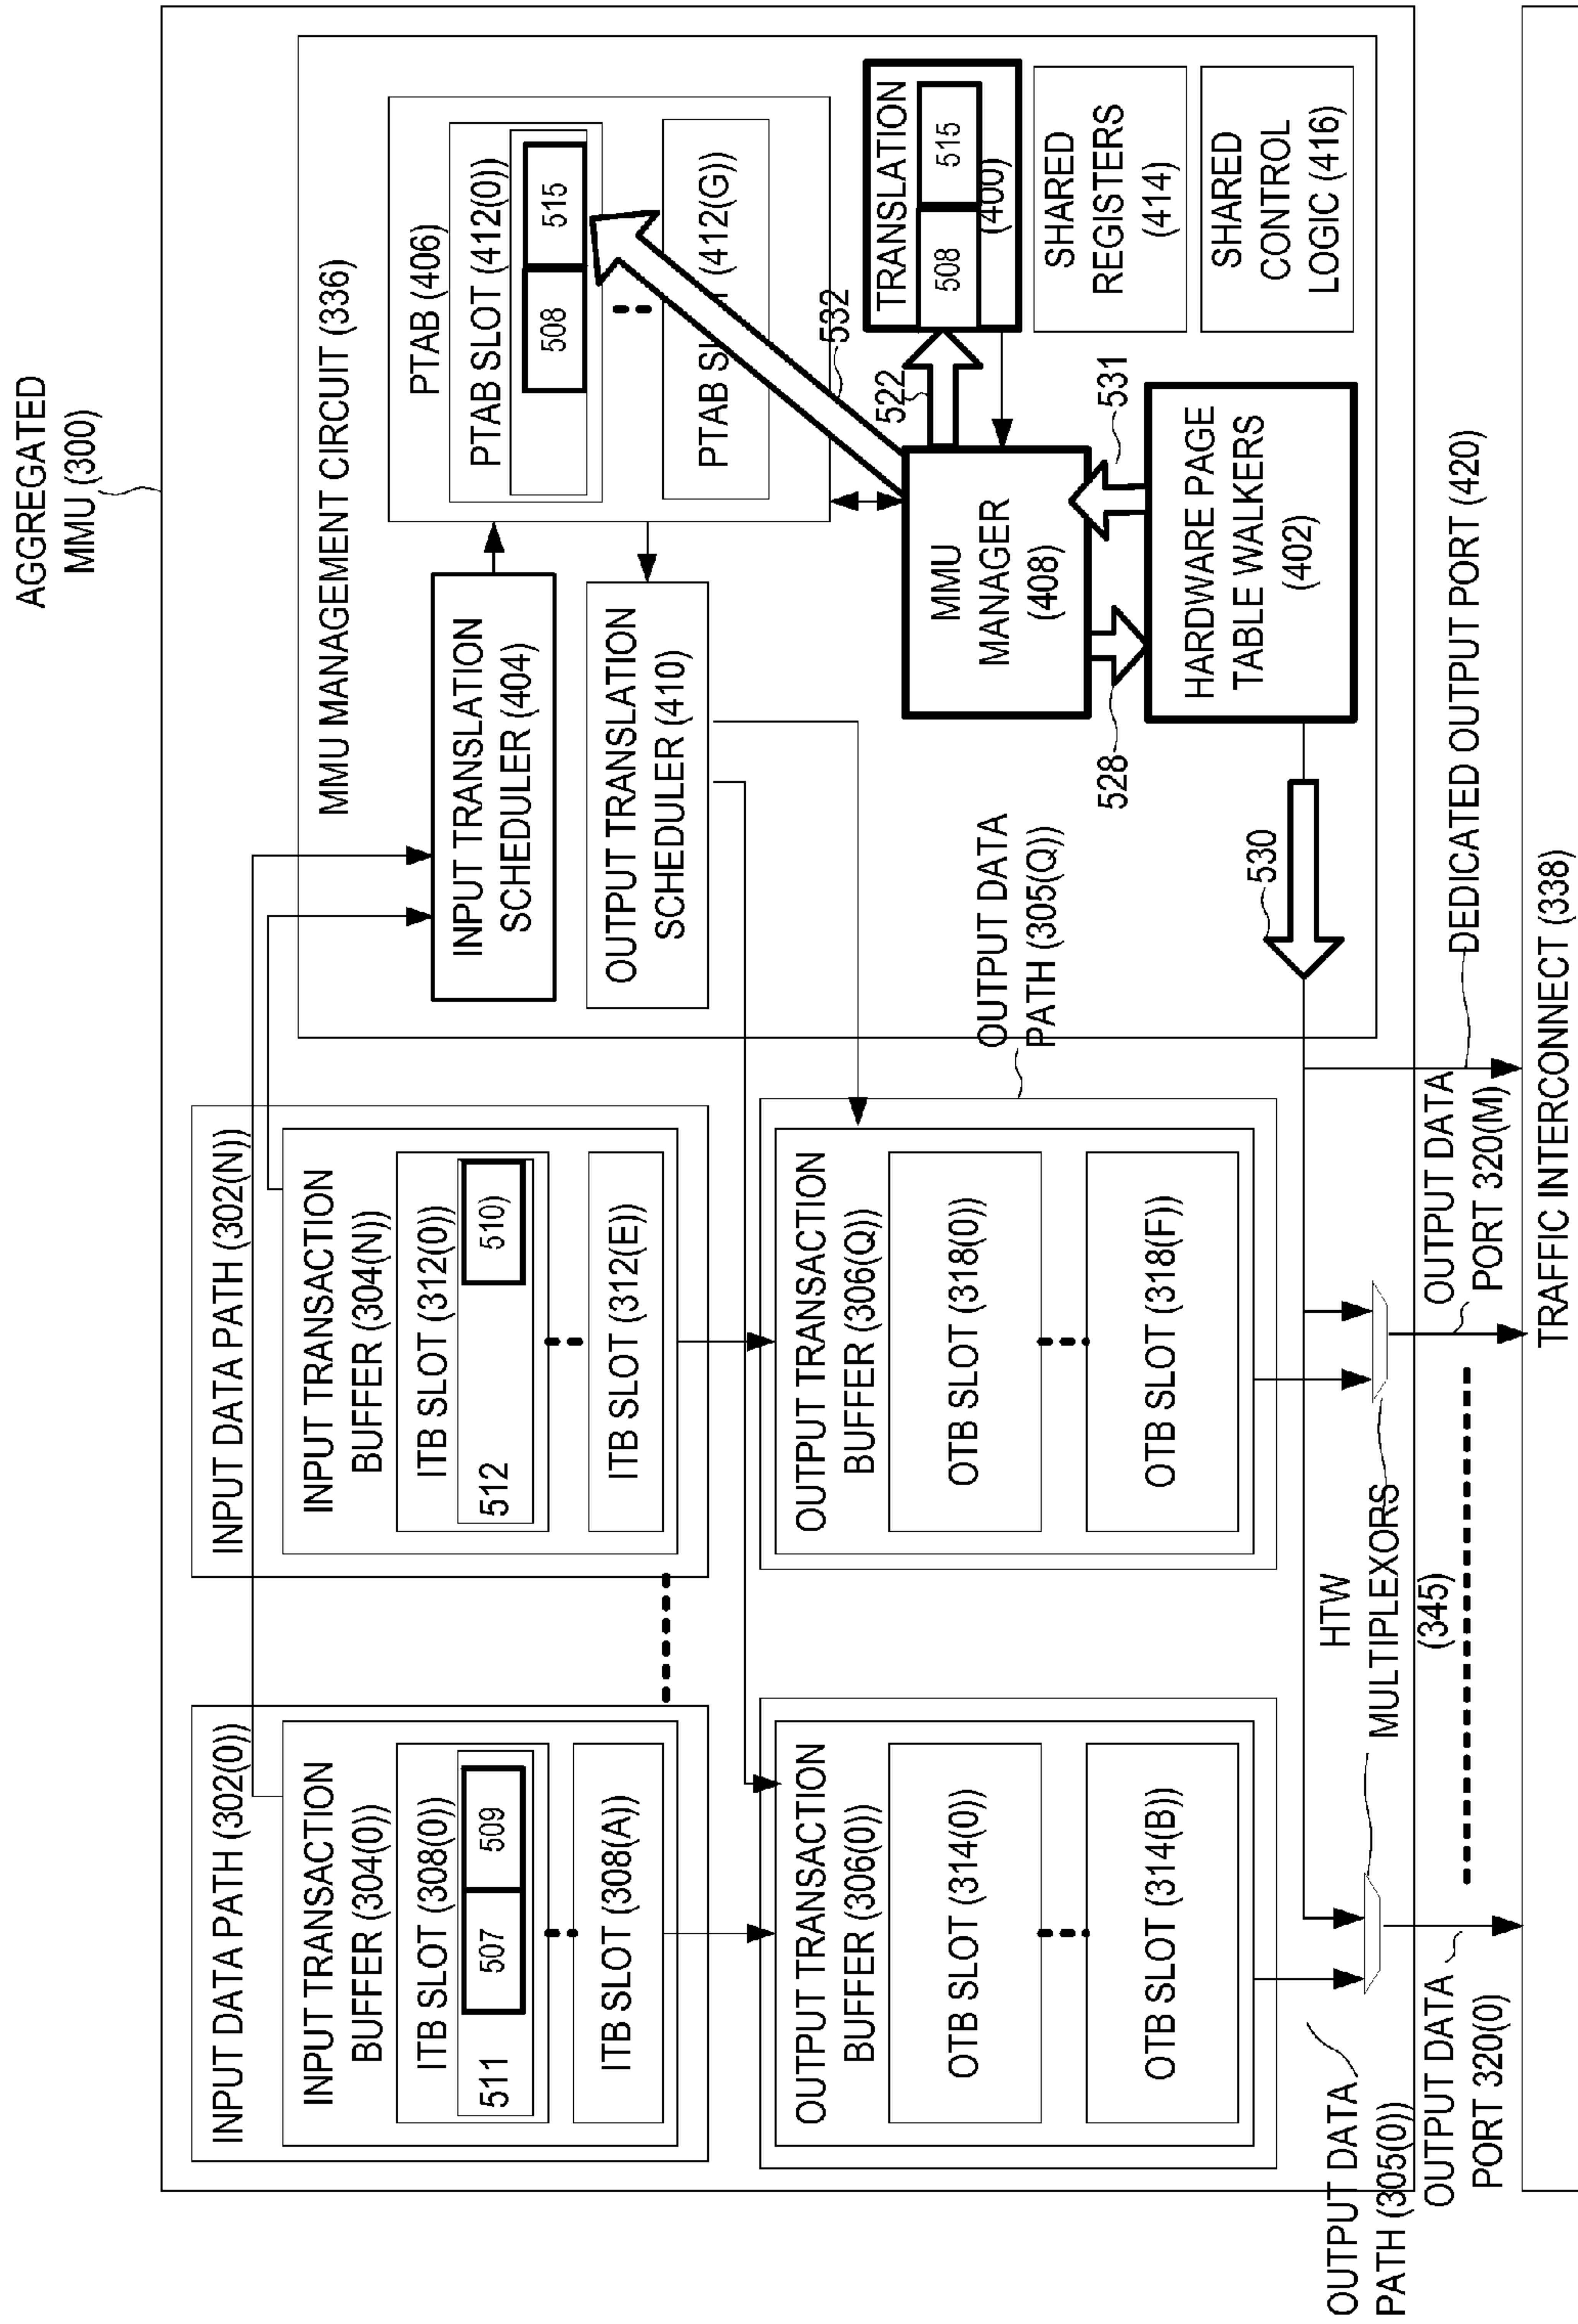 AGGREGATED
MMU (300)
INPUT DATA PATH (302(0))
INPUT TRANSACTION
BUFFER (304(0))
ITB SLOT (308(0))
511
507
509
ITB SLOT (308(A))
INPUT DATA PATH (302(N))
INPUT TRANSACTION
BUFFER (304(N))
ITB SLOT (312(0))
512
510)
ITB SLOT (312(E))
MMU MANAGEMENT CIRCUIT (336)
INPUT TRANSLATION
SCHEDULER (404)
OUTPUT TRANSLATION
SCHEDULER (410)
PTAB (406)
PTAB SLOT (412(0))
508
515
PTAB SL
(412(G))
532
522
TRANSLATION
508
515
(400)
MMU
MANAGER
(408)
528
531
HARDWARE PAGE
TABLE WALKERS
(402)
SHARED
REGISTERS
(414)
SHARED
CONTROL
LOGIC (416)
530
OUTPUT TRANSACTION
BUFFER (306(0))
OTB SLOT (314(0))
OTB SLOT (314(B))
OUTPUT TRANSACTION
BUFFER (306(Q))
OTB SLOT (318(0))
OTB SLOT (318(F))
OUTPUT DATA
PATH (305(Q))
OUTPUT DATA
PATH (305(0))
OUTPUT DATA
PORT 320(0)
HTW
MULTIPLEXORS
(345)
OUTPUT DATA
PORT 320(M)
DEDICATED OUTPUT PORT (420)
TRAFFIC INTERCONNECT (338)